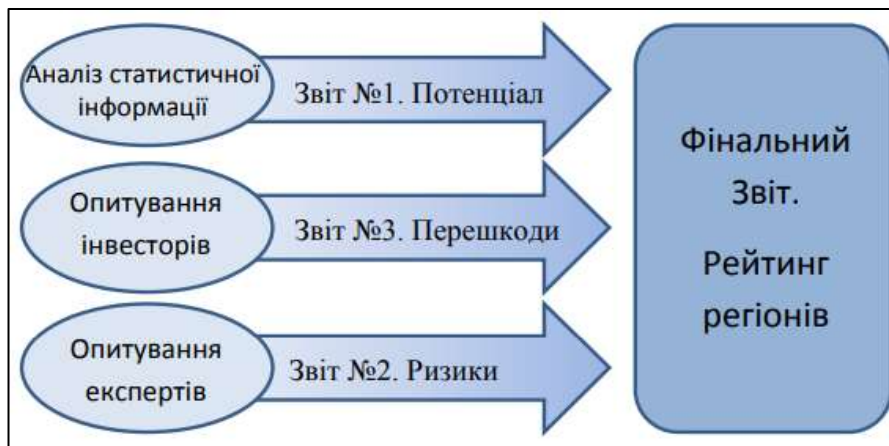 Аналіз статистичної
інформації
Звіт №1. Потенціал
Опитування
інвесторів
Звіт №3. Перешкоди
Опитування
експертів
Звіт №2. Ризики
Фінальний
Звіт.
Рейтинг
регіонів